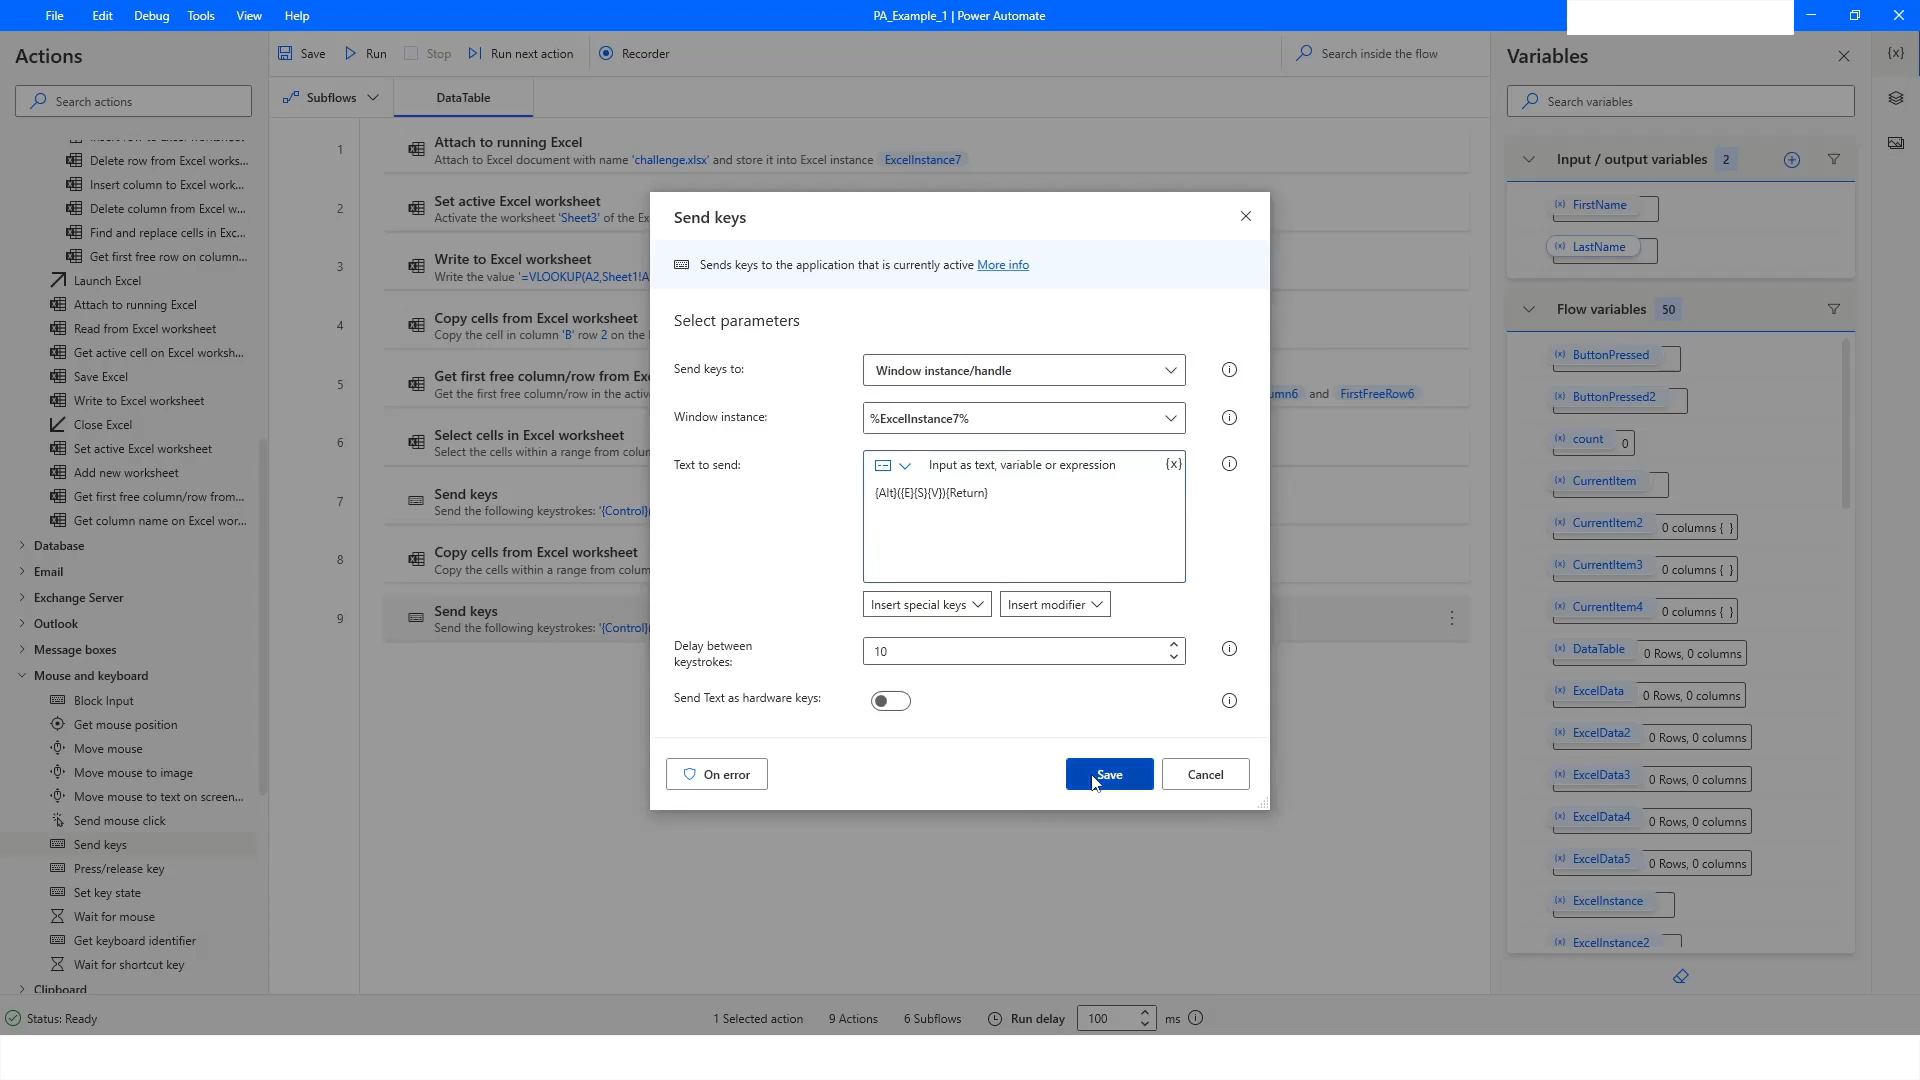 File Edit Debug Tools View Help
PA_Example_1 | Power Automate
Actions
Search actions
Delete row from Excel works...
Insert column to Excel work...
Delete column from Excel w...
Find and replace cells in Exc...
Get first free row on column...
Launch Excel
Attach to running Excel
Read from Excel worksheet
Get active cell on Excel worksh...
Save Excel
Write to Excel worksheet
Close Excel
Set active Excel worksheet
Add new worksheet
Get first free column/row from...
Get column name on Excel wor...
Database
Email
Exchange Server
Outlook
Message boxes
Mouse and keyboard
Block Input
Get mouse position
Move mouse
Move mouse to image
Move mouse to text on screen...
Send mouse click
Send keys
Press/release key
Set key state
Wait for mouse
Get keyboard identifier
Wait for shortcut key
Clipboard
Save Run Stop Run next action Recorder
Search inside the flow
Subflows DataTable
1 Attach to running Excel
Attach to Excel document with name 'challenge.xlsx' and store it into Excel instance ExcelInstance7
2 Set active Excel worksheet
Activate the worksheet 'Sheet3' of the Ex
3 Write to Excel worksheet
Write the value '=VLOOKUP(A2,Sheet1!A
4 Copy cells from Excel worksheet
Copy the cell in column 'B' row 2 on the
5 Get first free column/row from Ex
Get the first free column/row in the activ
umn6 and FirstFreeRow6
6 Select cells in Excel worksheet
Select the cells within a range from colu
7 Send keys
Send the following keystrokes: '{Control}
8 Copy cells from Excel worksheet
Copy the cells within a range from colum
9 Send keys
Send the following keystrokes: '{Control}
Send keys
Sends keys to the application that is currently active More info
Select parameters
Send keys to: Window instance/handle
Window instance: %ExcelInstance7%
Text to send: Input as text, variable or expression {x}
{Alt}({E}{S}{V}){Return}
Insert special keys Insert modifier
Delay between
keystrokes: 10
Send Text as hardware keys:
On error Save Cancel
Variables
Search variables
Input / output variables 2
FirstName
LastName
Flow variables 50
ButtonPressed
ButtonPressed2
count 0
CurrentItem
CurrentItem2 0 columns { }
CurrentItem3 0 columns { }
CurrentItem4 0 columns { }
DataTable 0 Rows, 0 columns
ExcelData 0 Rows, 0 columns
ExcelData2 0 Rows, 0 columns
ExcelData3 0 Rows, 0 columns
ExcelData4 0 Rows, 0 columns
ExcelData5 0 Rows, 0 columns
ExcelInstance
ExcelInstance2
Status: Ready 1 Selected action 9 Actions 6 Subflows Run delay 100 ms